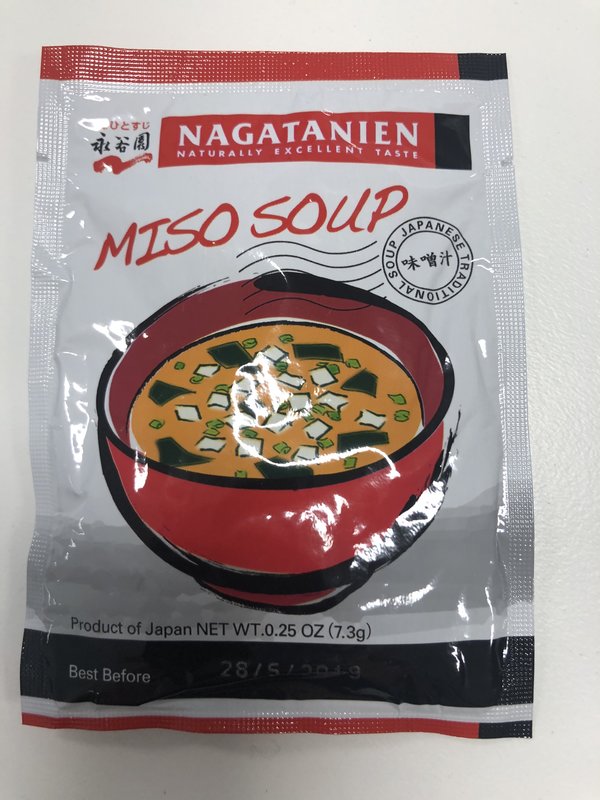 ひとすじ
永谷園
NAGATANIEN
NATURALLY EXCELLENT TASTE
MISO SOUP
JAPANESE TRADITIONAL SOUP
味噌汁
Product of Japan NET WT.0.25 OZ (7.3g)
Best Before 28/5/2019